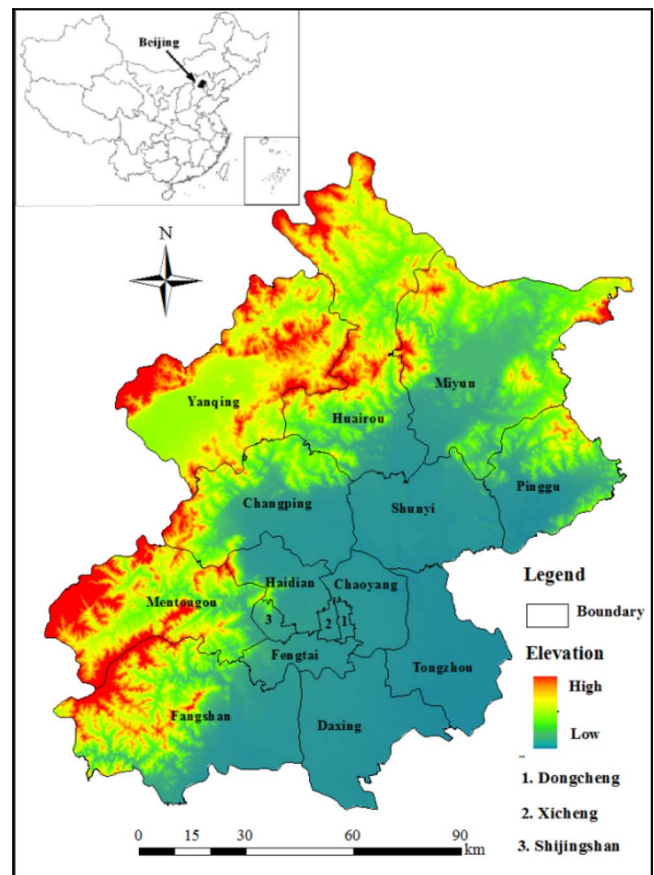 Beijing
N
Yanqing
Huairou
Miyun
Changping
Shunyi
Pinggu
Haidian
Chaoyang
Mentougou
3
2
1
Fengtai
Tongzhou
Fangshan
Daxing
Legend
Boundary
Elevation
High
Low
1. Dongcheng
2. Xicheng
3. Shijingshan
0 15 30 60 90
km